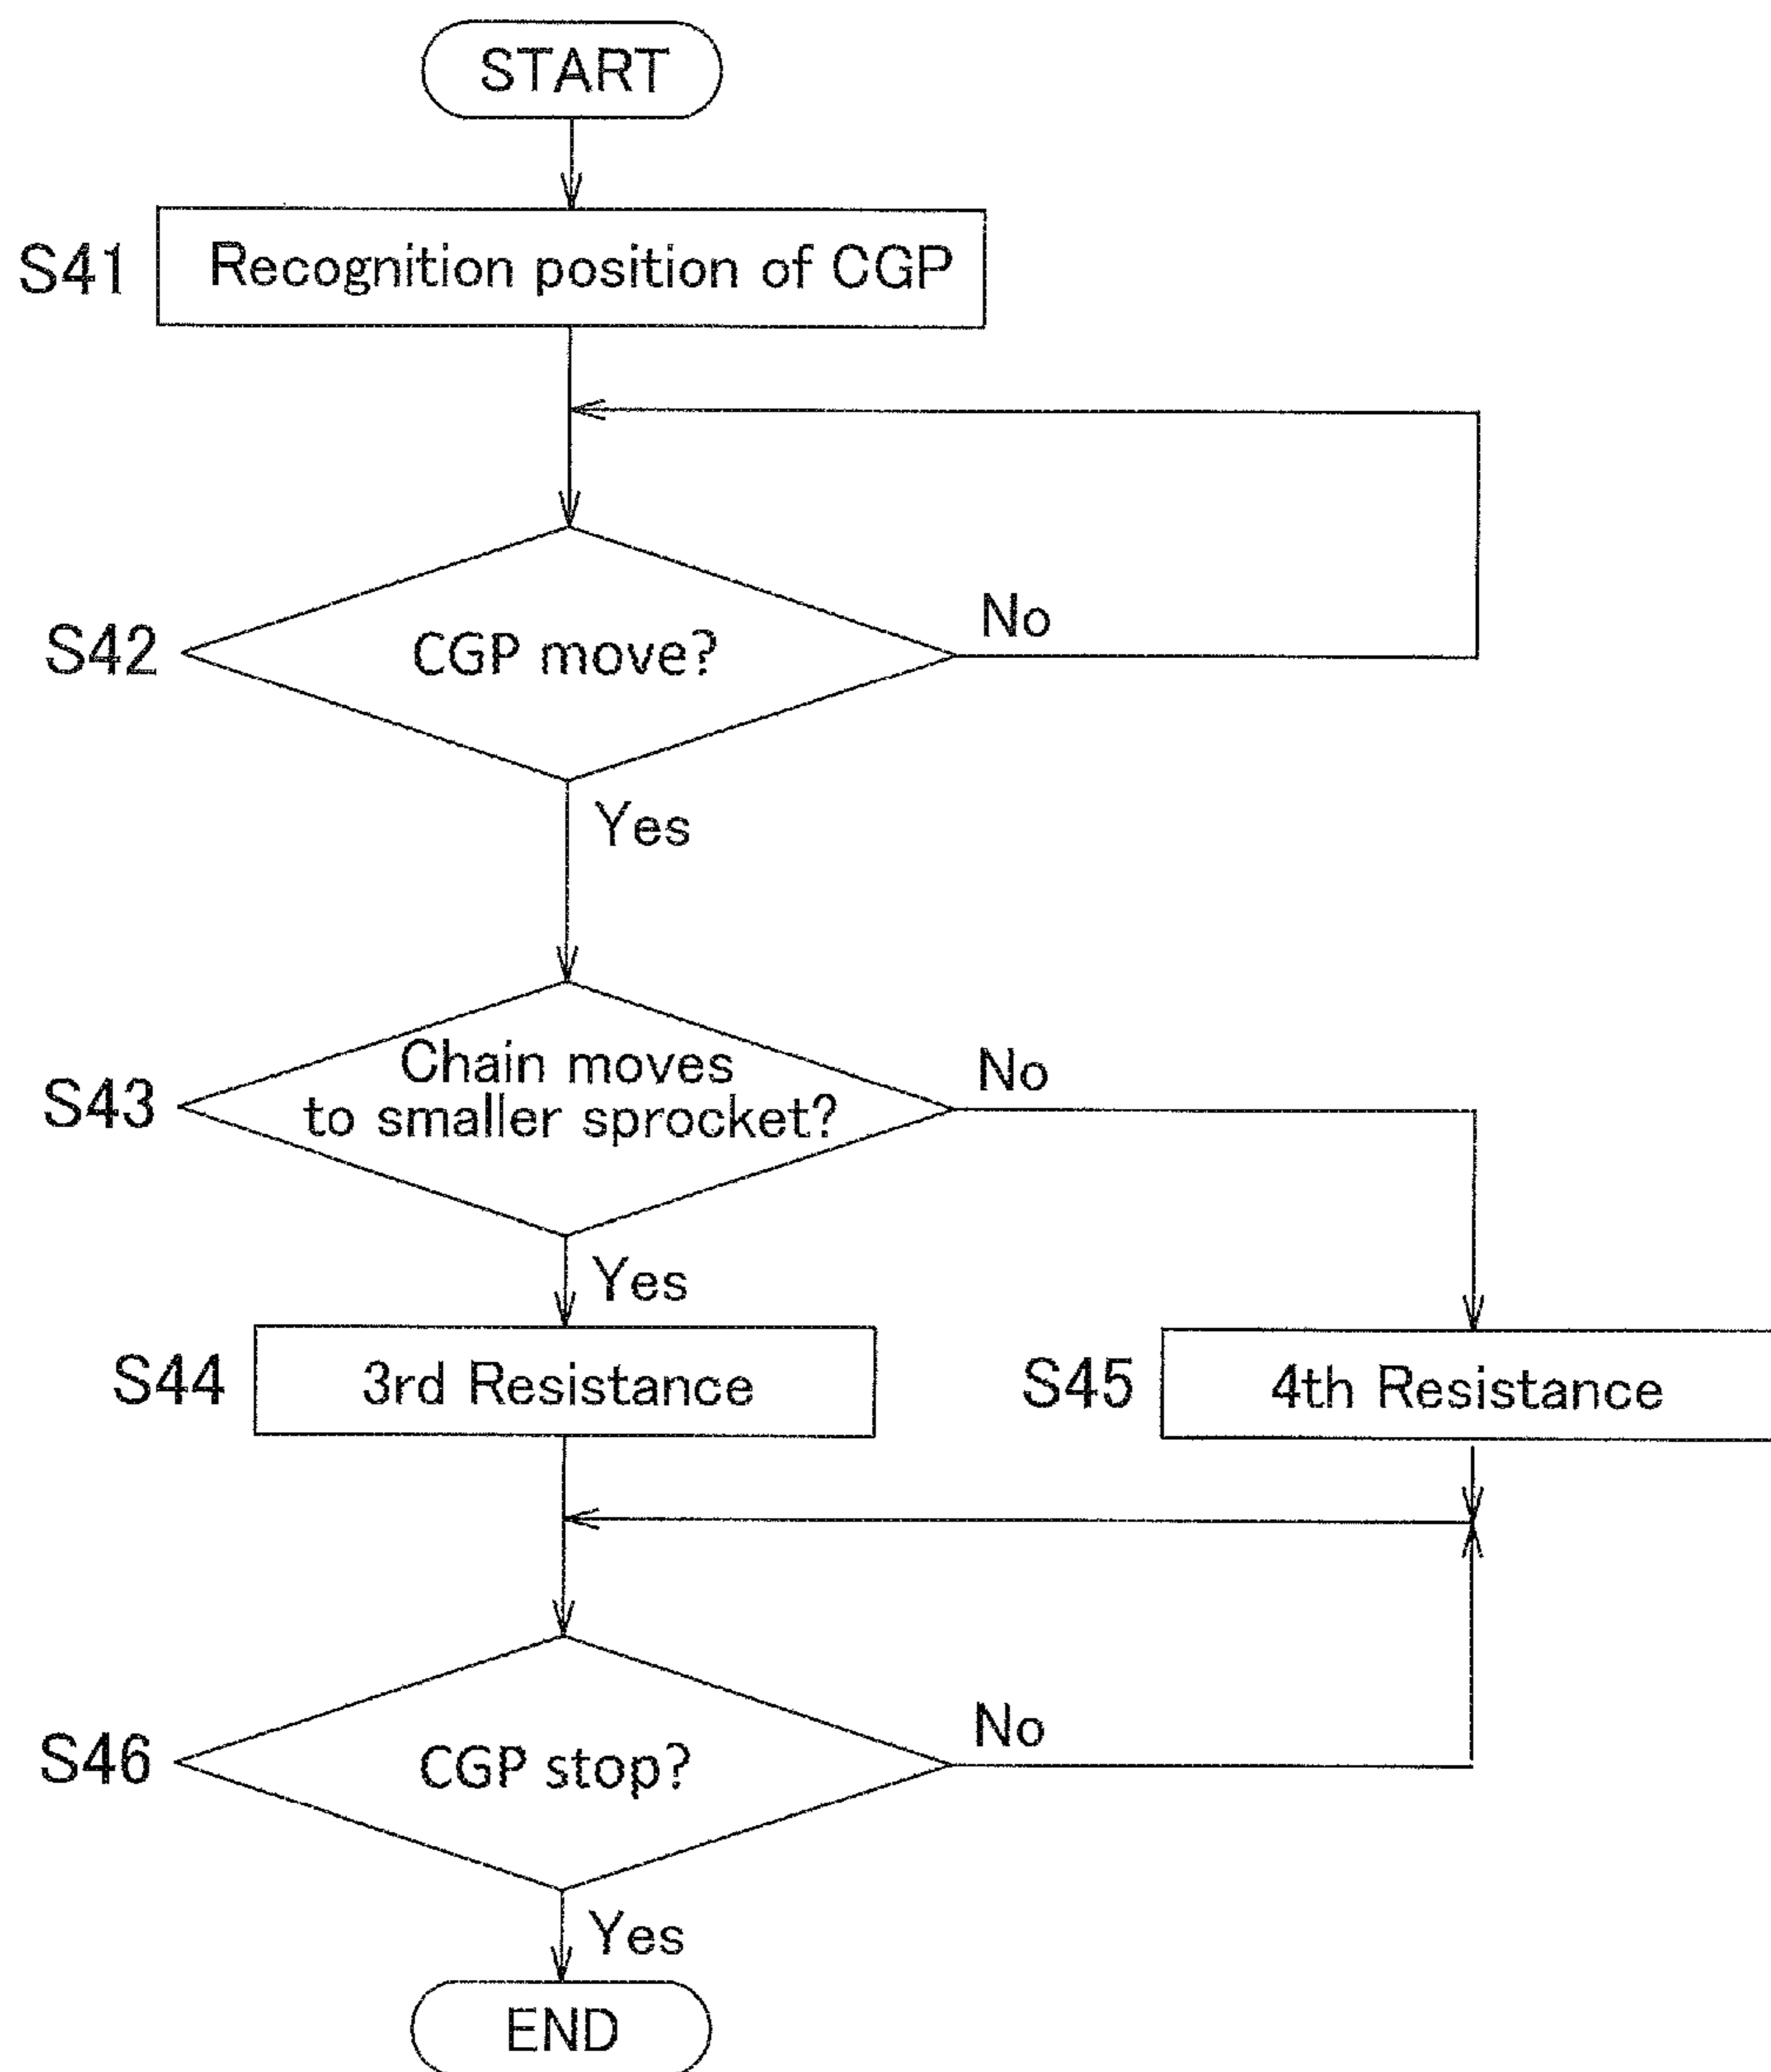 START
S41
Recognition position of CGP
S42
CGP move?
No
Yes
S43
Chain moves
to smaller sprocket?
No
Yes
S44
3rd Resistance
S45
4th Resistance
S46
CGP stop?
No
Yes
END